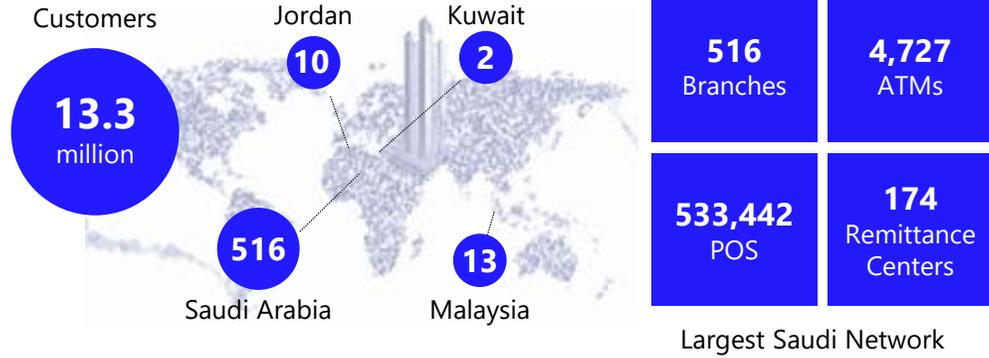 Customers
13.3
million
Jordan
10
Kuwait
2
516
Saudi Arabia
13
Malaysia
516
Branches
4,727
ATMs
533,442
POS
174
Remittance
Centers
Largest Saudi Network